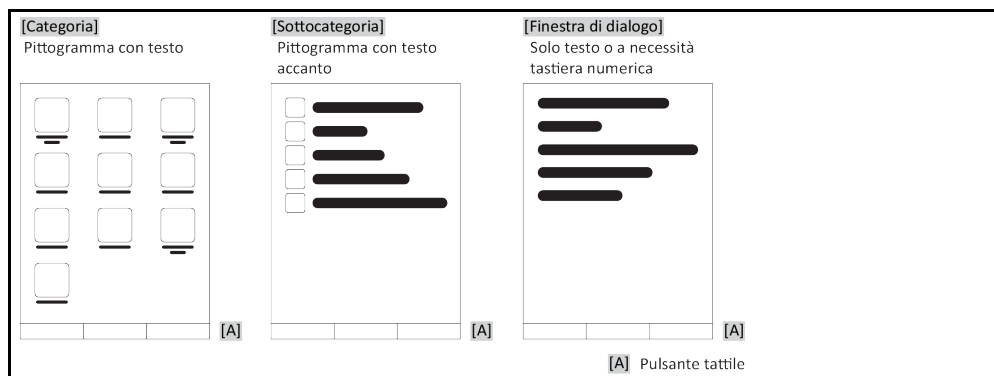 [Categoria]
Pittogramma con testo
[Sottocategoria]
Pittogramma con testo
accanto
[Finestra di dialogo]
Solo testo o a necessità
tastiera numerica
[A]
[A]
[A]
[A] Pulsante tattile